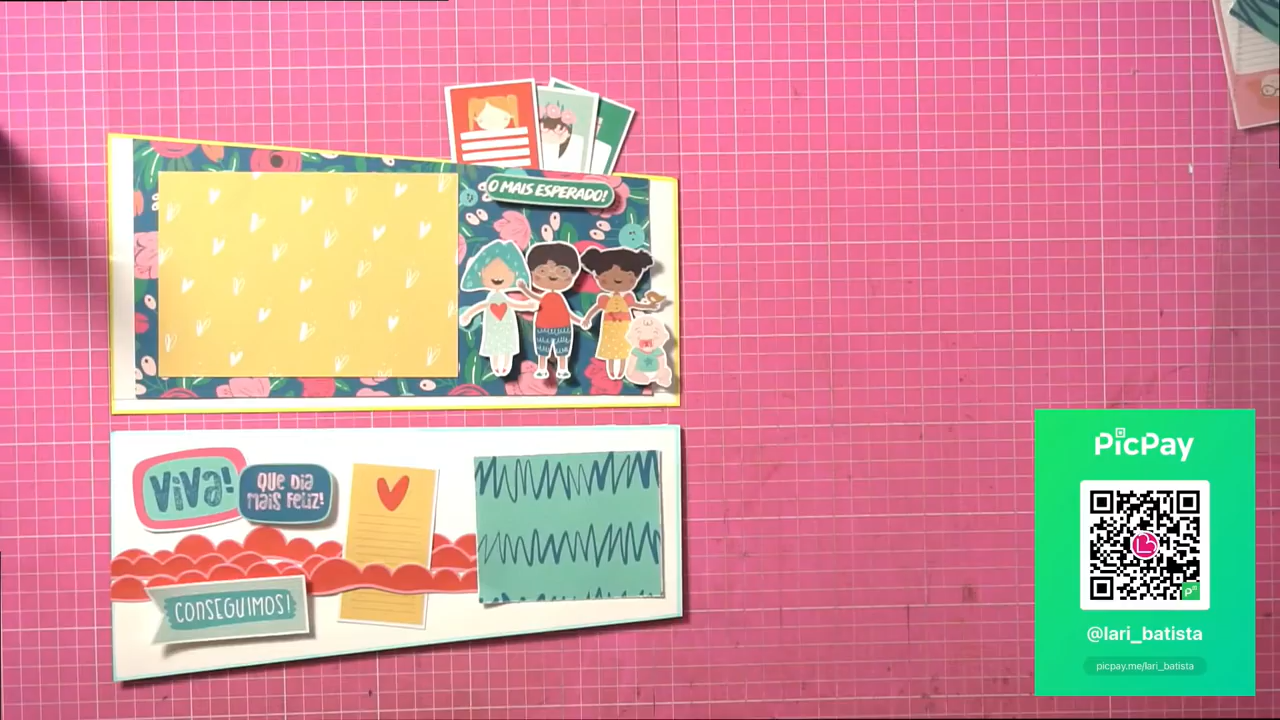 O MAIS ESPERADO!
VIVA!
QUE DIA
MAIS FELIZ!
CONSEGUIMOS!
PicPay
@lari_batista
picpay.me/lari_batista